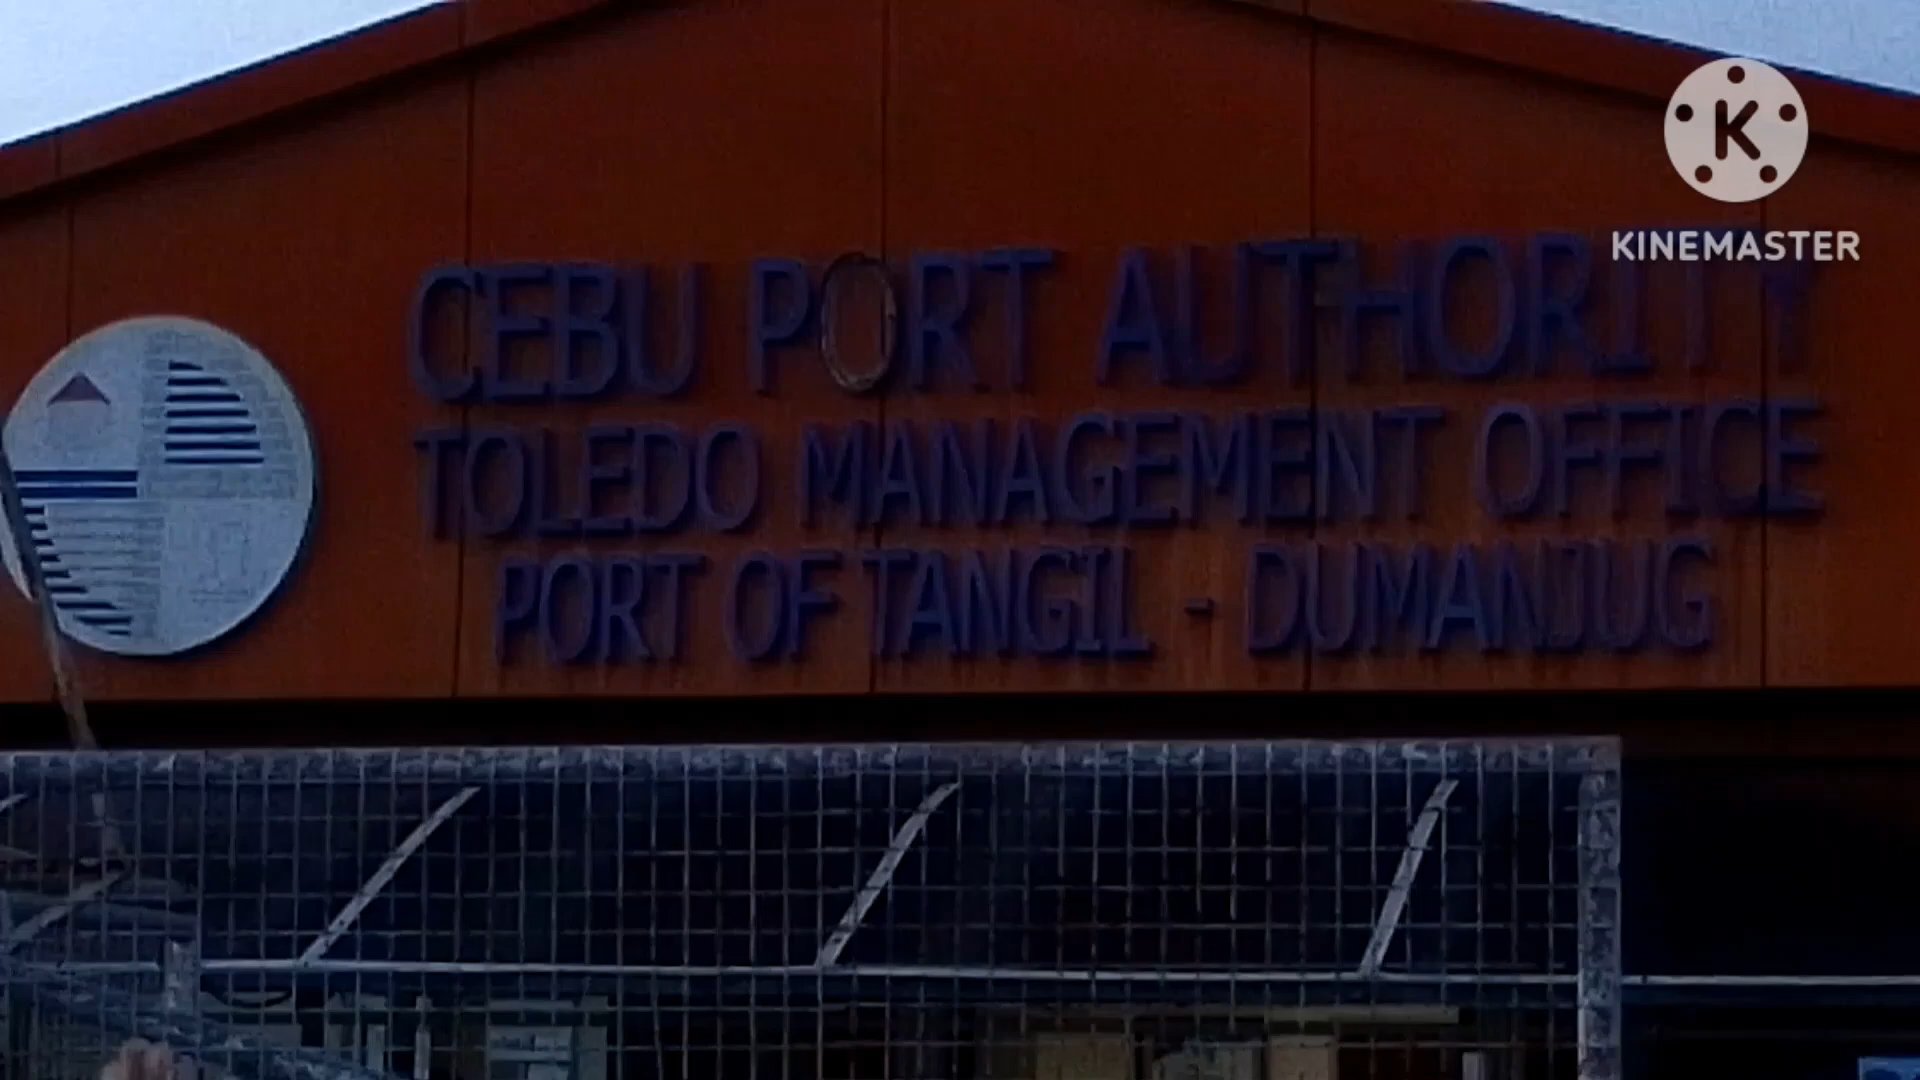 K
KINEMASTER
CEBU PORT AUTHORITY
TOLEDO MANAGEMENT OFFICE
PORT OF TANGIL - DUMANJUG